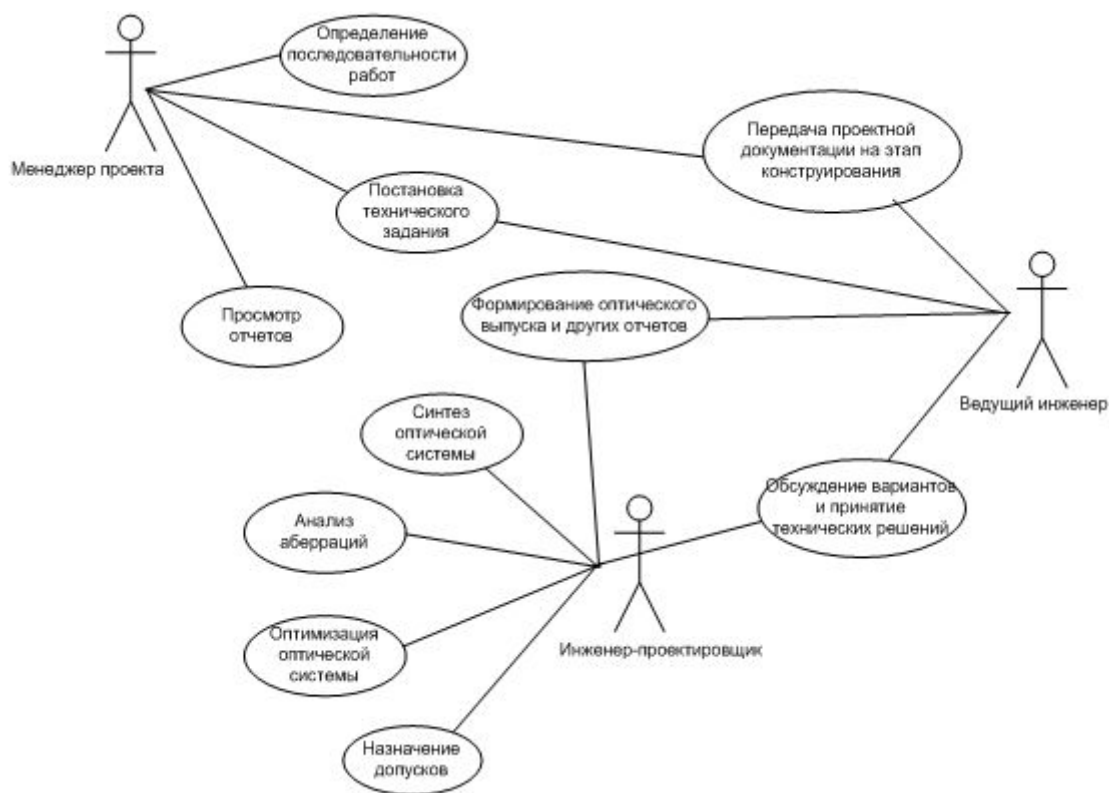 Определение
последовательности
работ
Передача проектной
документации на этап
конструирования
Менеджер проекта
Постановка
технического
задания
Просмотр
отчетов
Формирование оптического
выпуска и других отчетов
Ведущий инженер
Синтез
оптической
системы
Обсуждение вариантов
и принятие
технических решений
Анализ
аберраций
Оптимизация
оптической
системы
Инженер-проектировщик
Назначение
допусков